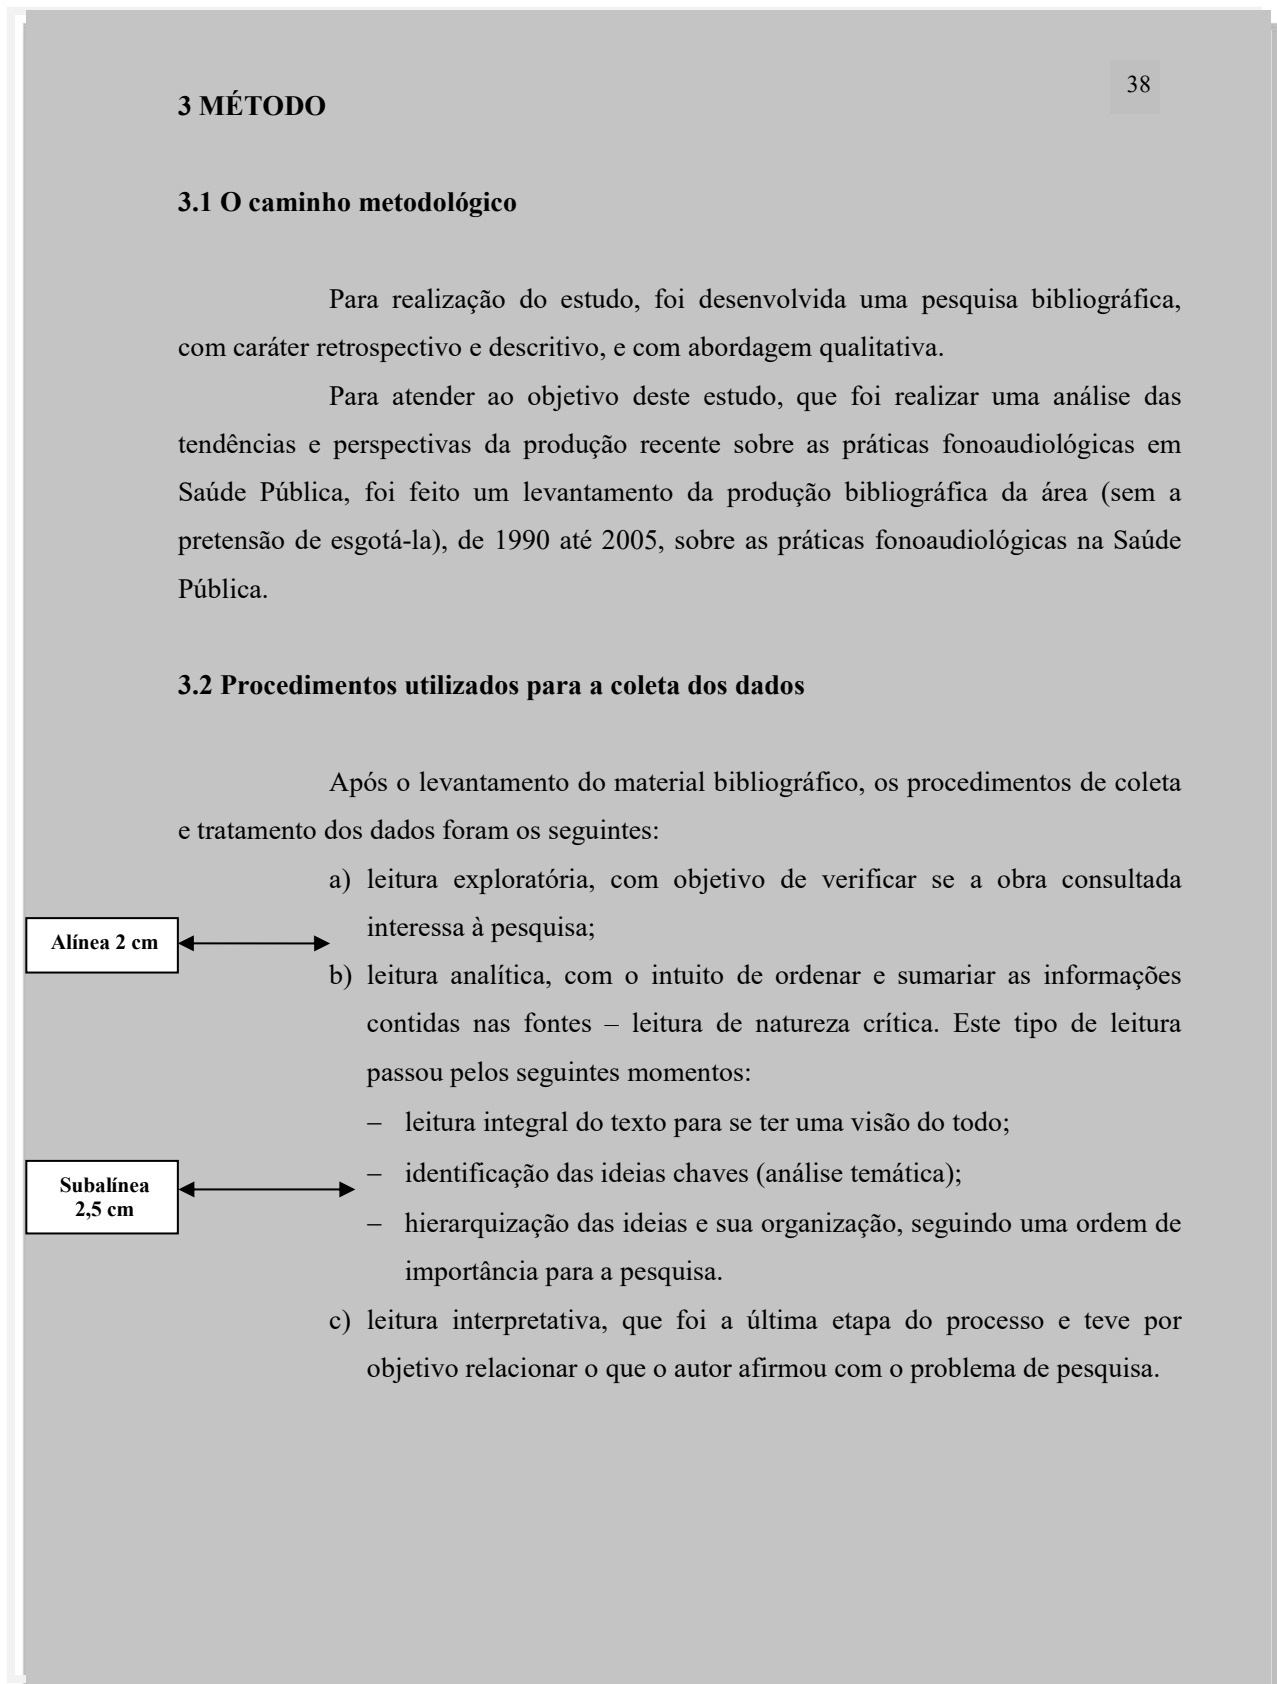 38
3 MÉTODO
3.1 O caminho metodológico
Para realização do estudo, foi desenvolvida uma pesquisa bibliográfica,
com caráter retrospectivo e descritivo, e com abordagem qualitativa.
Para atender ao objetivo deste estudo, que foi realizar uma análise das
tendências e perspectivas da produção recente sobre as práticas fonoaudiológicas em
Saúde Pública, foi feito um levantamento da produção bibliográfica da área (sem a
pretensão de esgotá-la), de 1990 até 2005, sobre as práticas fonoaudiológicas na Saúde
Pública.
3.2 Procedimentos utilizados para a coleta dos dados
Após o levantamento do material bibliográfico, os procedimentos de coleta
e tratamento dos dados foram os seguintes:
a) leitura exploratória, com objetivo de verificar se a obra consultada
interessa à pesquisa;
Alínea 2 cm
b) leitura analítica, com o intuito de ordenar e sumariar as informações
contidas nas fontes – leitura de natureza crítica. Este tipo de leitura
passou pelos seguintes momentos:
– leitura integral do texto para se ter uma visão do todo;
– identificação das ideias chaves (análise temática);
Subalínea
2,5 cm
– hierarquização das ideias e sua organização, seguindo uma ordem de
importância para a pesquisa.
c) leitura interpretativa, que foi a última etapa do processo e teve por
objetivo relacionar o que o autor afirmou com o problema de pesquisa.